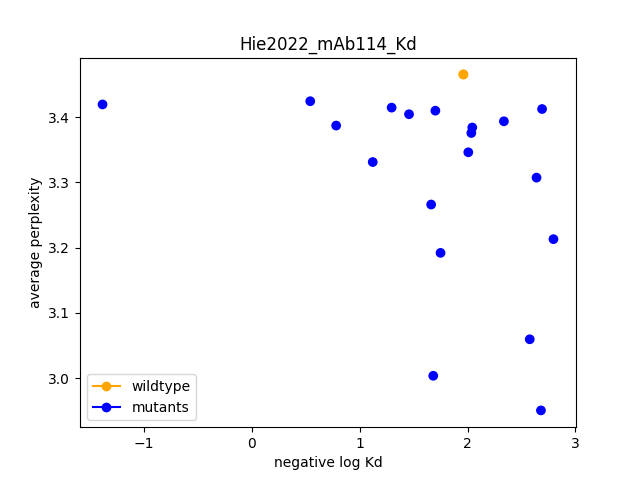 Hie2022_mAb114_Kd
average perplexity
3.4
3.3
3.2
3.1
3.0
wildtype
mutants
−1
0
1
2
3
negative log Kd